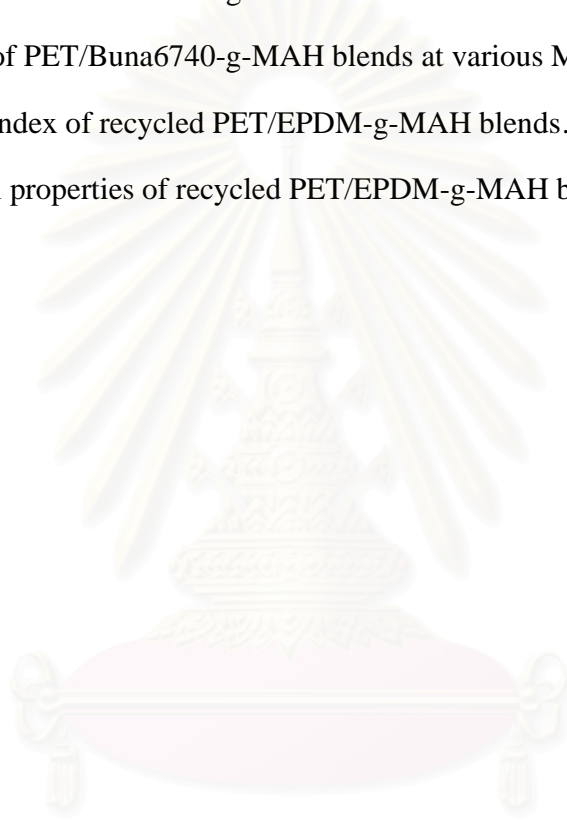 of PET/Buna6740-g-MAH blends at various M
ndex of recycled PET/EPDM-g-MAH blends.
properties of recycled PET/EPDM-g-MAH b